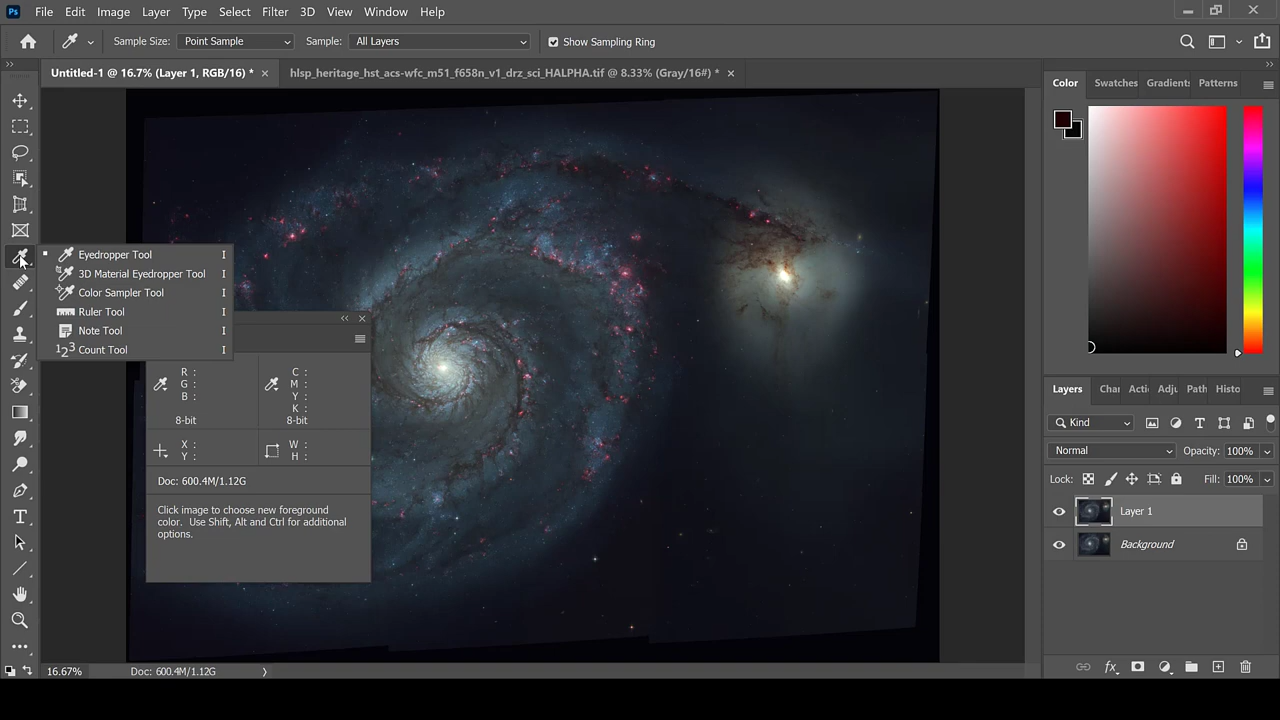 Ps File Edit Image Layer Type Select Filter 3D View Window Help
Sample Size: Point Sample Sample: All Layers Show Sampling Ring
Untitled-1 @ 16.7% (Layer 1, RGB/16) * × hlsp_heritage_hst_acs-wfc_m51_f658n_v1_drz_sci_HALPHA.tif @ 8.33% (Gray/16#) * ×
Color Swatches Gradients Patterns
Eyedropper Tool I
3D Material Eyedropper Tool I
Color Sampler Tool I
Ruler Tool I
Note Tool I
Count Tool I
R : C :
G : M :
B : Y :
K :
8-bit 8-bit
X : W :
Y : H :
Doc: 600.4M/1.12G
Click image to choose new foreground
color. Use Shift, Alt and Ctrl for additional
options.
Layers Char Acti Adju Path Histo
Kind
Normal Opacity: 100%
Lock: Fill: 100%
Layer 1
Background
fx
16.67% Doc: 600.4M/1.12G